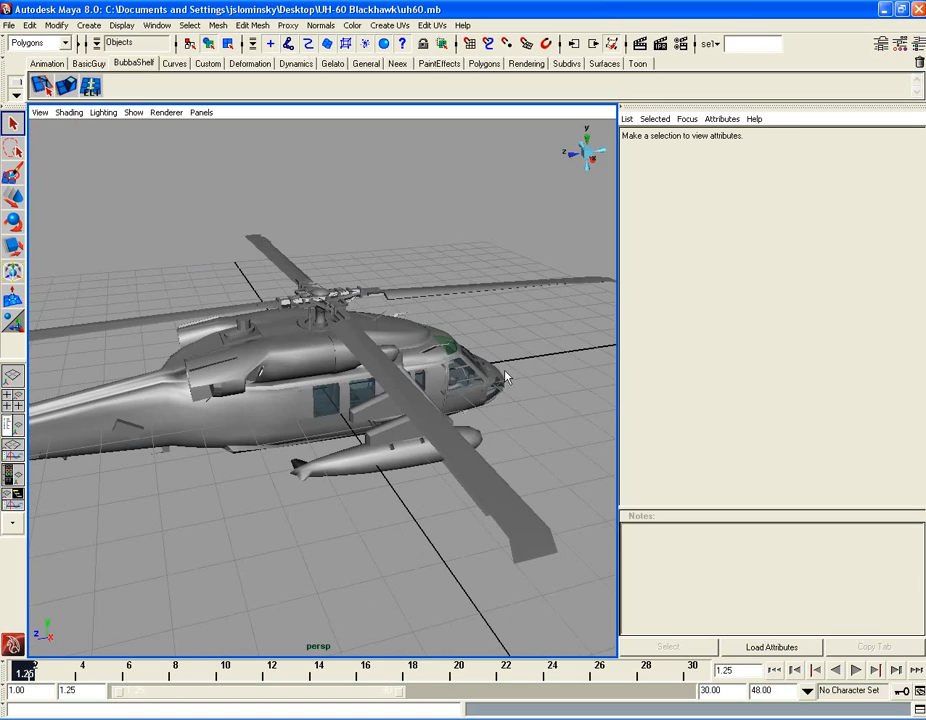 Autodesk Maya 8.0: C:\Documents and Settings\jslominsky\Desktop\UH-60 Blackhawk\uh60.mb
File Edit Modify Create Display Window Select Mesh Edit Mesh Proxy Normals Color Create UVs Edit UVs Help
Polygons Objects sel
Animation BasicGuy BubbaShelf Curves Custom Deformation Dynamics Gelato General Neex PaintEffects Polygons Rendering Subdivs Surfaces Toon
View Shading Lighting Show Renderer Panels
List Selected Focus Attributes Help
Make a selection to view attributes.
y
z
x
Notes:
z x
persp
Select Load Attributes Copy Tab
1.25 2 4 6 8 10 12 14 16 18 20 22 24 26 28 30 1.25
1.00 1.25 1.25 30.00 48.00 No Character Set